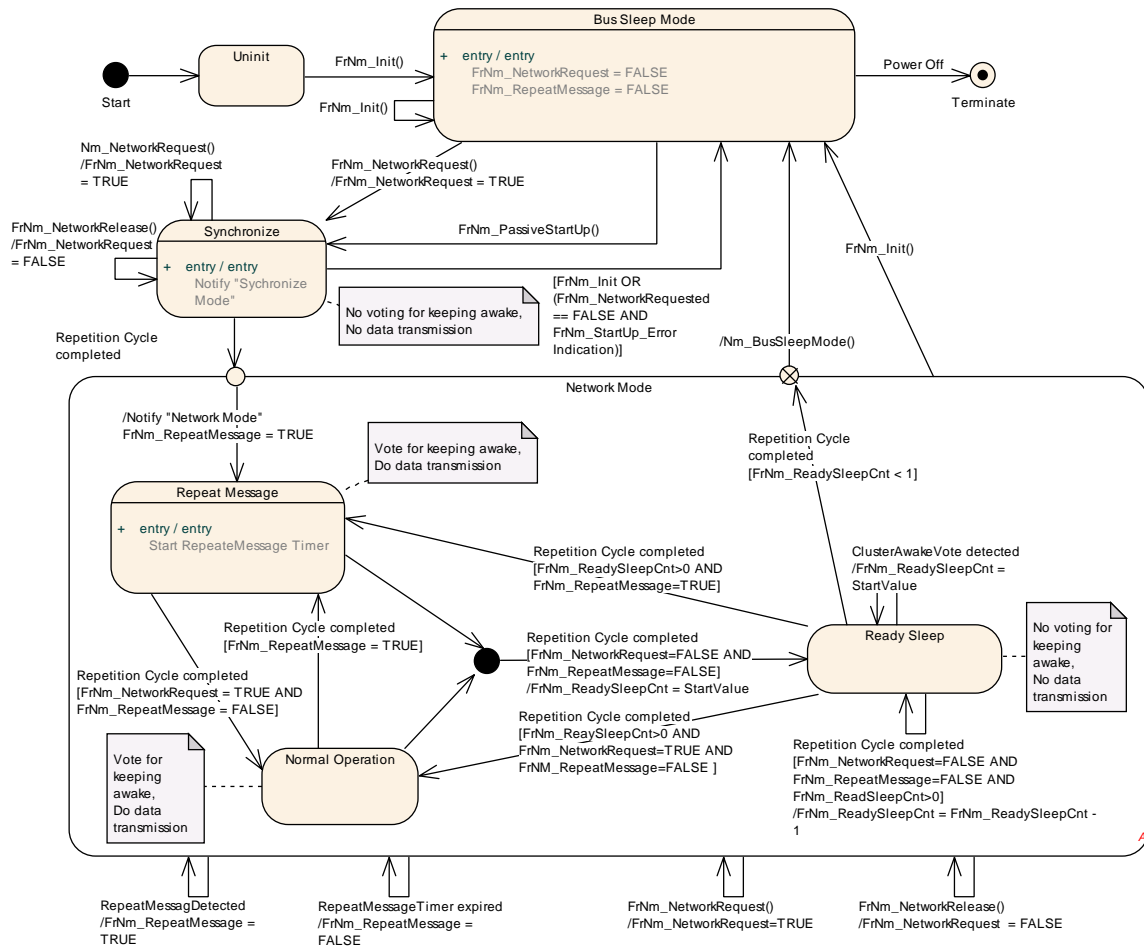 Bus Sleep Mode
+ entry / entry
FrNm_NetworkRequest = FALSE
FrNm_RepeatMessage = FALSE
Uninit
FrNm_Init()
Power Off
Start
Terminate
FrNm_Init()
Nm_NetworkRequest()
/FrNm_NetworkRequest
= TRUE
FrNm_NetworkRequest()
/FrNm_NetworkRequest = TRUE
FrNm_NetworkRelease()
/FrNm_NetworkRequest
= FALSE
Synchronize
+ entry / entry
Notify "Sychronize
Mode"
FrNm_PassiveStartUp()
FrNm_Init()
No voting for keeping awake,
No data transmission
[FrNm_Init OR
(FrNm_NetworkRequested
== FALSE AND
FrNm_StartUp_Error
Indication)]
Repetition Cycle
completed
/Nm_BusSleepMode()
Network Mode
/Notify "Network Mode"
FrNm_RepeatMessage = TRUE
Vote for keeping awake,
Do data transmission
Repetition Cycle
completed
[FrNm_ReadySleepCnt < 1]
Repeat Message
+ entry / entry
Start RepeateMessage Timer
Repetition Cycle completed
[FrNm_ReadySleepCnt>0 AND
FrNm_RepeatMessage=TRUE]
ClusterAwakeVote detected
/FrNm_ReadySleepCnt =
StartValue
Repetition Cycle completed
[FrNm_RepeatMessage = TRUE]
Repetition Cycle completed
[FrNm_NetworkRequest=FALSE AND
FrNm_RepeatMessage=FALSE]
/FrNm_ReadySleepCnt = StartValue
Ready Sleep
No voting for
keeping
awake,
No data
transmission
Repetition Cycle completed
[FrNm_NetworkRequest = TRUE AND
FrNm_RepeatMessage = FALSE]
Repetition Cycle completed
[FrNm_ReaySleepCnt>0 AND
FrNm_NetworkRequest=TRUE AND
FrNM_RepeatMessage=FALSE ]
Normal Operation
Vote for
keeping
awake,
Do data
transmission
Repetition Cycle completed
[FrNm_NetworkRequest=FALSE AND
FrNm_RepeatMessage=FALSE AND
FrNm_ReadSleepCnt>0]
/FrNm_ReadySleepCnt = FrNm_ReadySleepCnt -
1
RepeatMessagDetected
/FrNm_RepeatMessage =
TRUE
RepeatMessageTimer expired
/FrNm_RepeatMessage =
FALSE
FrNm_NetworkRequest()
/FrNm_NetworkRequest=TRUE
FrNm_NetworkRelease()
/FrNm_NetworkRequest = FALSE